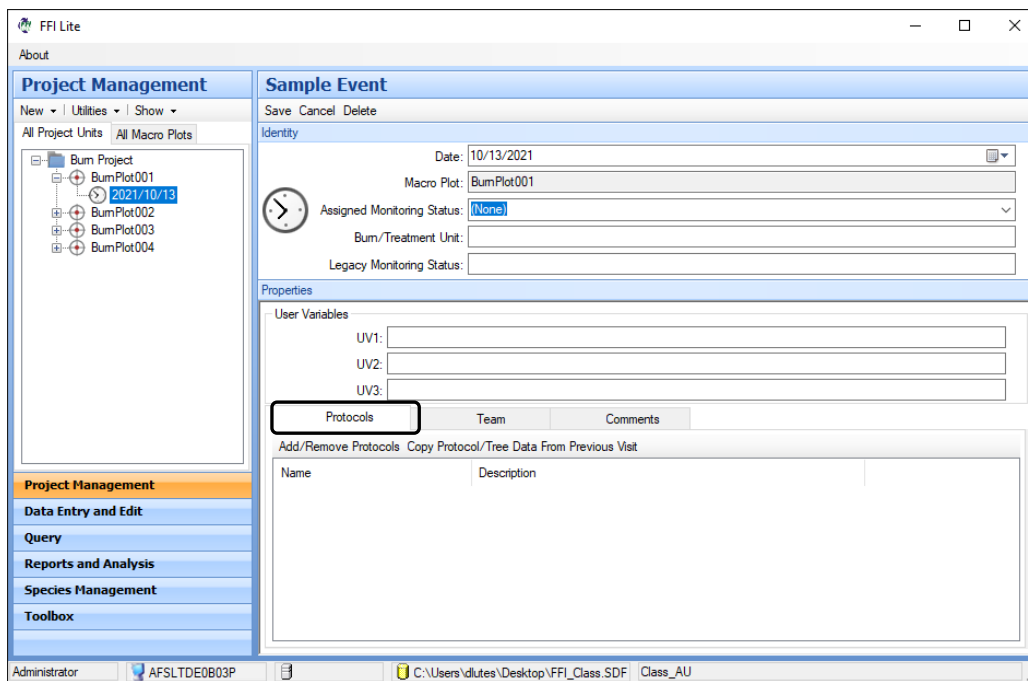 FFI Lite
About
Project Management
New Utilities Show
All Project Units All Macro Plots
Burn Project
BurnPlot001
2021/10/13
BurnPlot002
BurnPlot003
BurnPlot004
Project Management
Data Entry and Edit
Query
Reports and Analysis
Species Management
Toolbox
Sample Event
Save Cancel Delete
Identity
Date: 10/13/2021
Macro Plot: BurnPlot001
Assigned Monitoring Status: (None)
Burn/Treatment Unit:
Legacy Monitoring Status:
Properties
User Variables
UV1:
UV2:
UV3:
Protocols Team Comments
Add/Remove Protocols Copy Protocol/Tree Data From Previous Visit
Name Description
Administrator AFSLTDE0B03P C:\Users\dlutes\Desktop\FFI_Class.SDF Class_AU